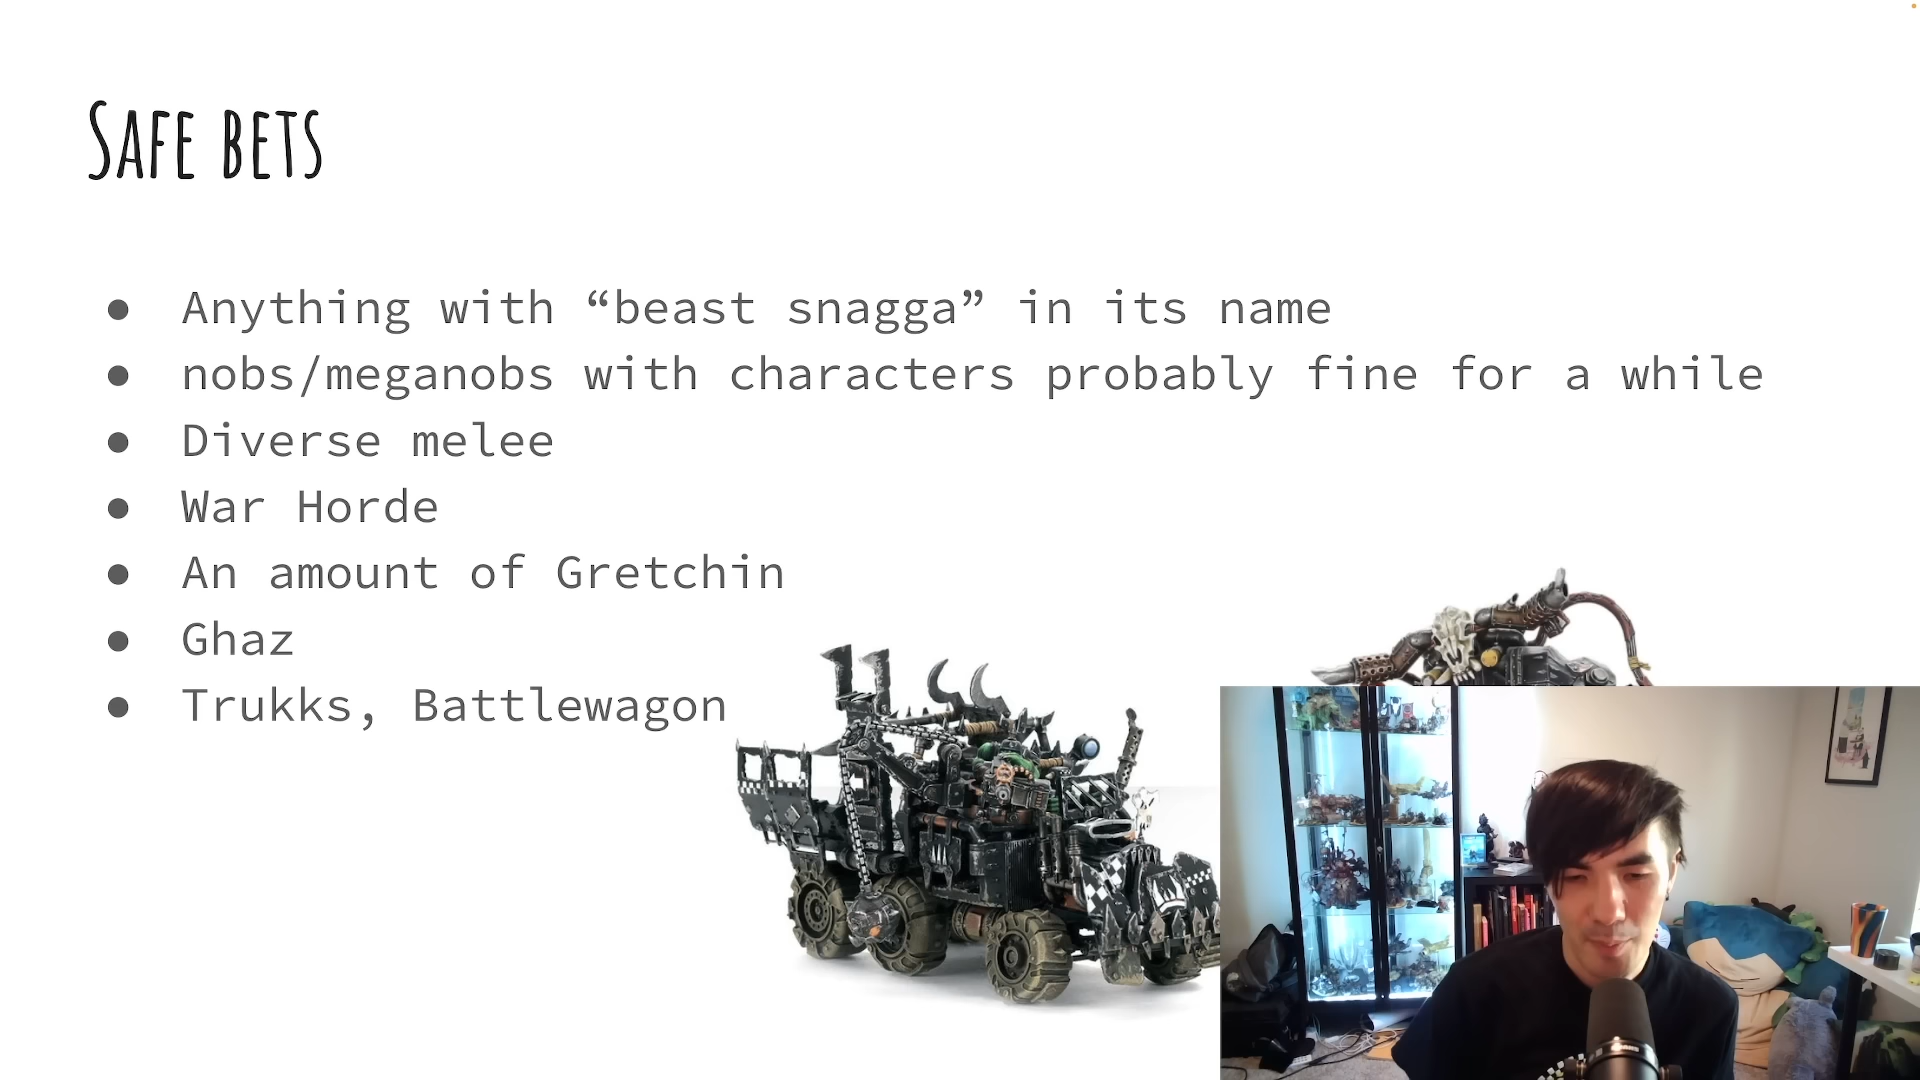 Safe bets
● Anything with “beast snagga” in its name
● nobs/meganobs with characters probably fine for a while
● Diverse melee
● War Horde
● An amount of Gretchin
● Ghaz
● Trukks, Battlewagon